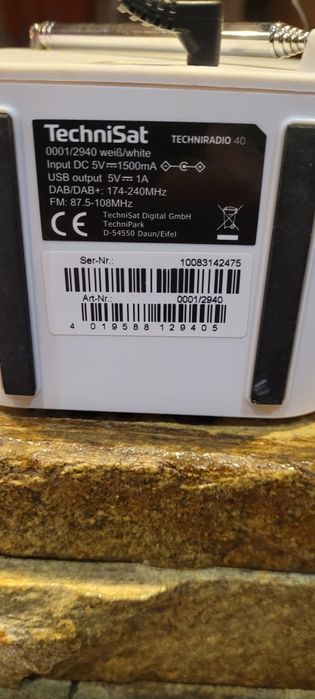 TechniSat TECHNIRADIO 40
0001/2940 weiß/white
Input DC 5V⎓1500mA
USB output 5V⎓1A
DAB/DAB+: 174-240MHz
FM: 87.5-108MHz
CE
TechniSat Digital GmbH
TechniPark
D-54550 Daun/Eifel
Ser-Nr.: 10083142475
Art-Nr.: 0001/2940
4 019588 129405